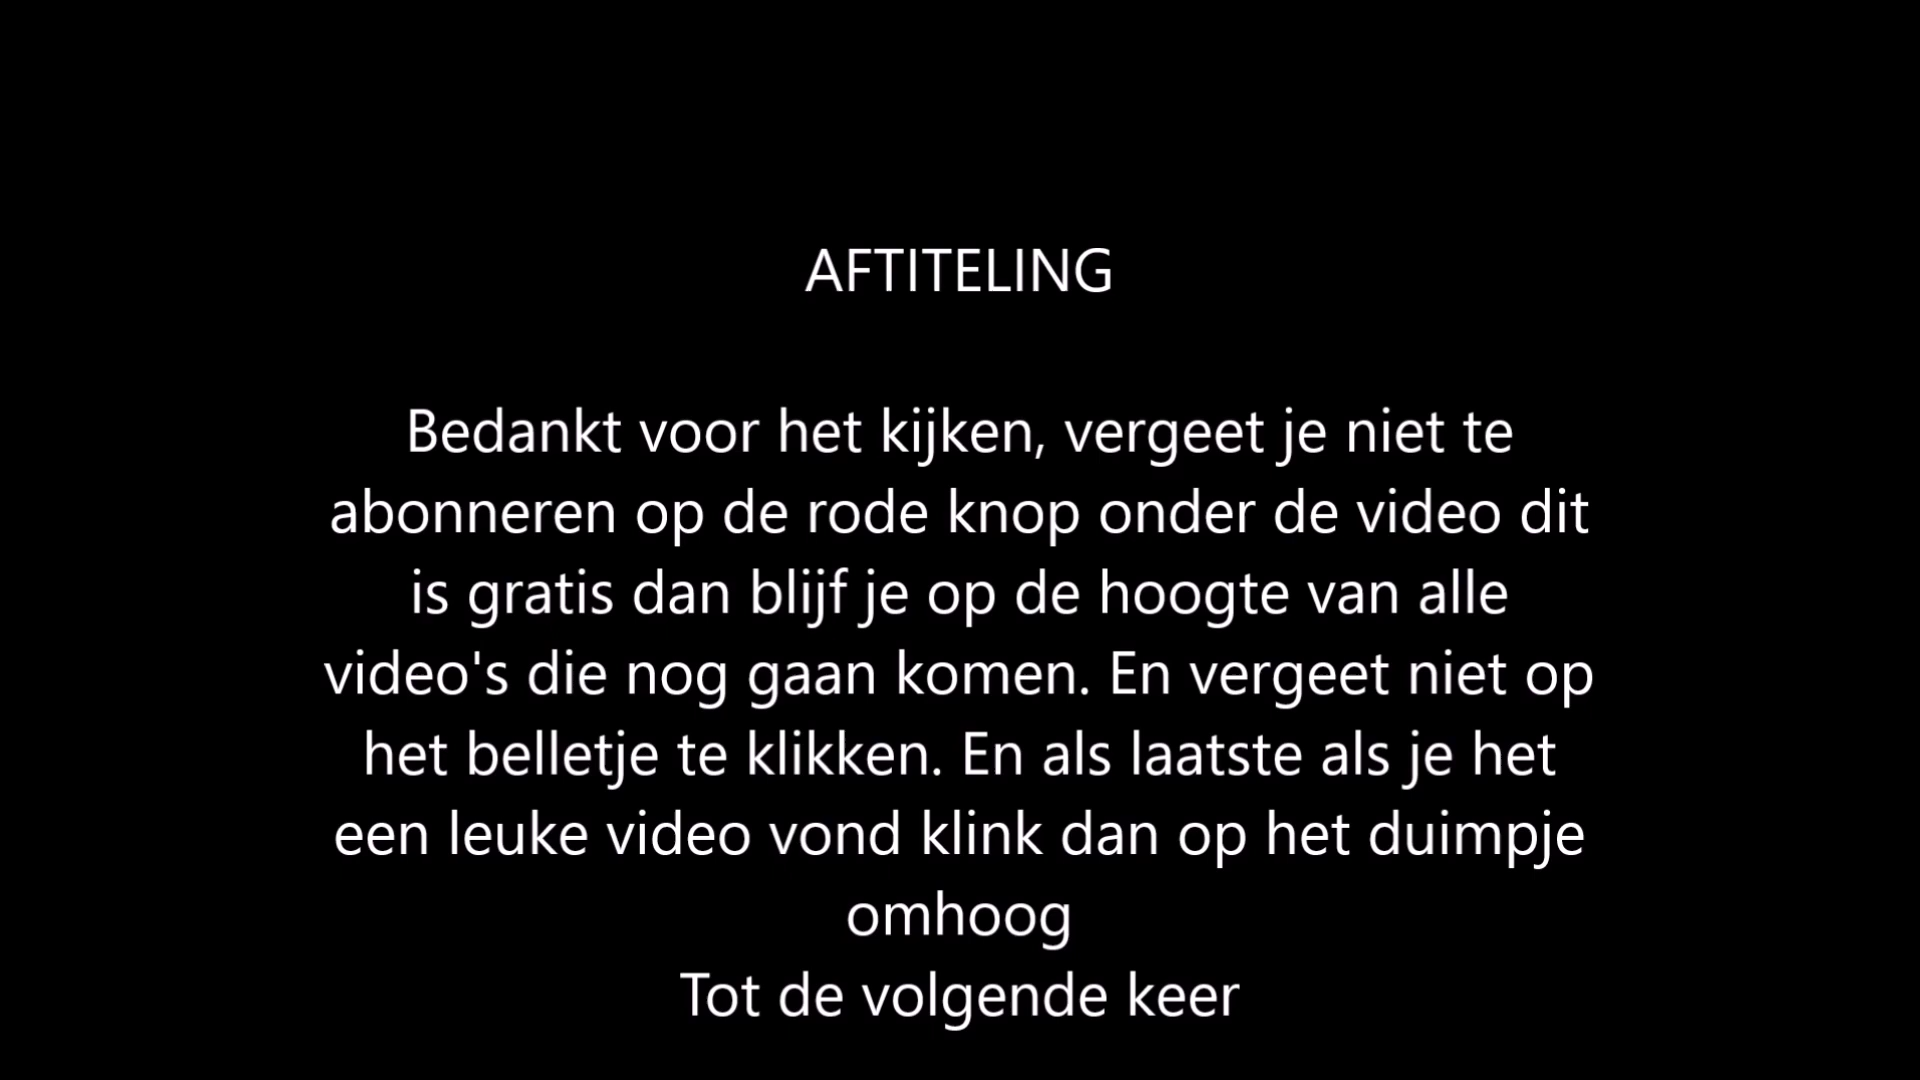 AFTITELING
Bedankt voor het kijken, vergeet je niet te
abonneren op de rode knop onder de video dit
is gratis dan blijf je op de hoogte van alle
video's die nog gaan komen. En vergeet niet op
het belletje te klikken. En als laatste als je het
een leuke video vond klink dan op het duimpje
omhoog
Tot de volgende keer